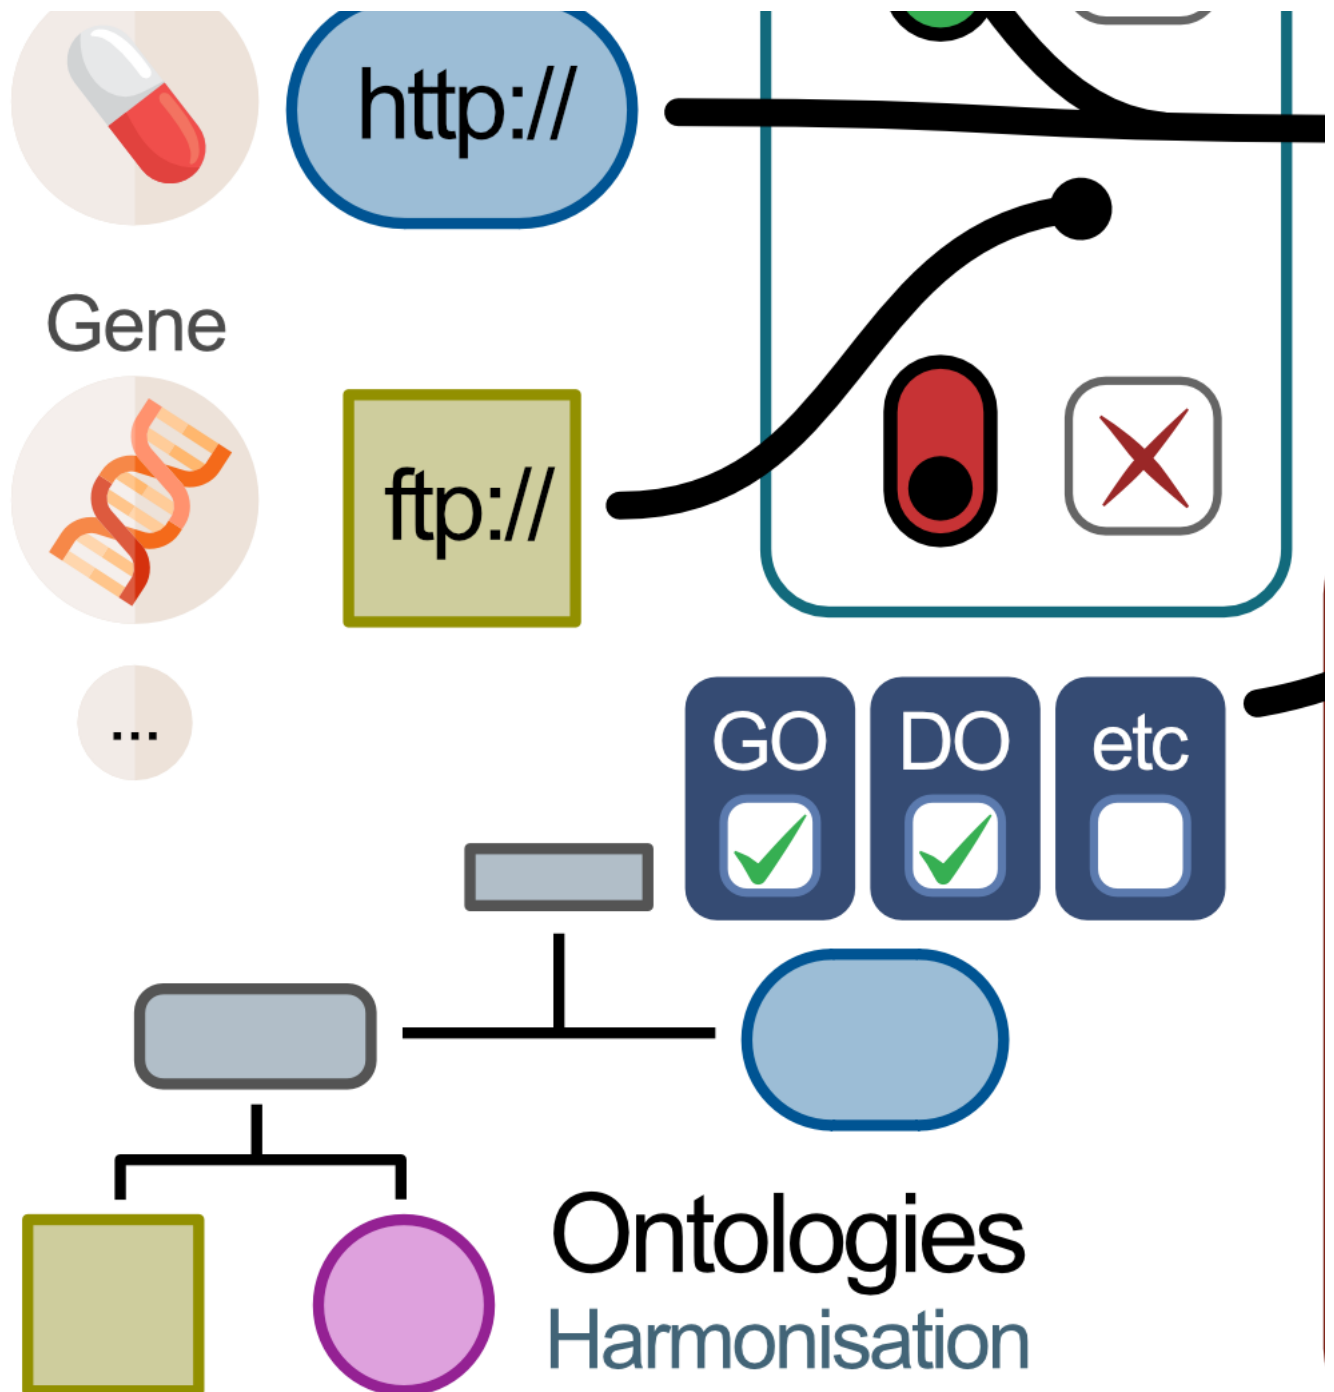 http://
Gene
ftp://
...
GO DO etc
Ontologies
Harmonisation